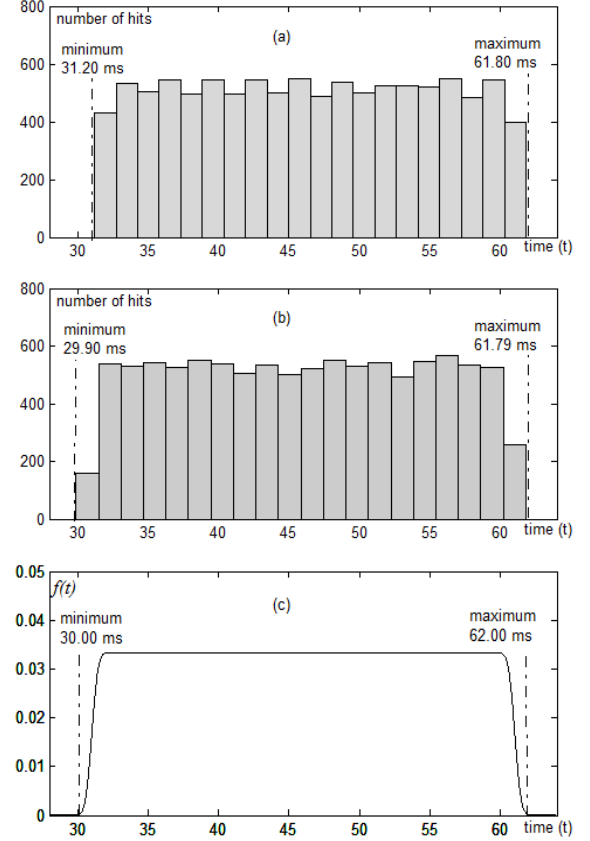 800
number of hits
(a)
minimum
31.20 ms
maximum
61.80 ms
600
400
200
0
30 35 40 45 50 55 60 time (t)
800
number of hits
(b)
minimum
29.90 ms
maximum
61.79 ms
600
400
200
0
30 35 40 45 50 55 60 time (t)
0.05
f(t)
(c)
minimum
30.00 ms
maximum
62.00 ms
0.04
0.03
0.02
0.01
0
30 35 40 45 50 55 60 time (t)